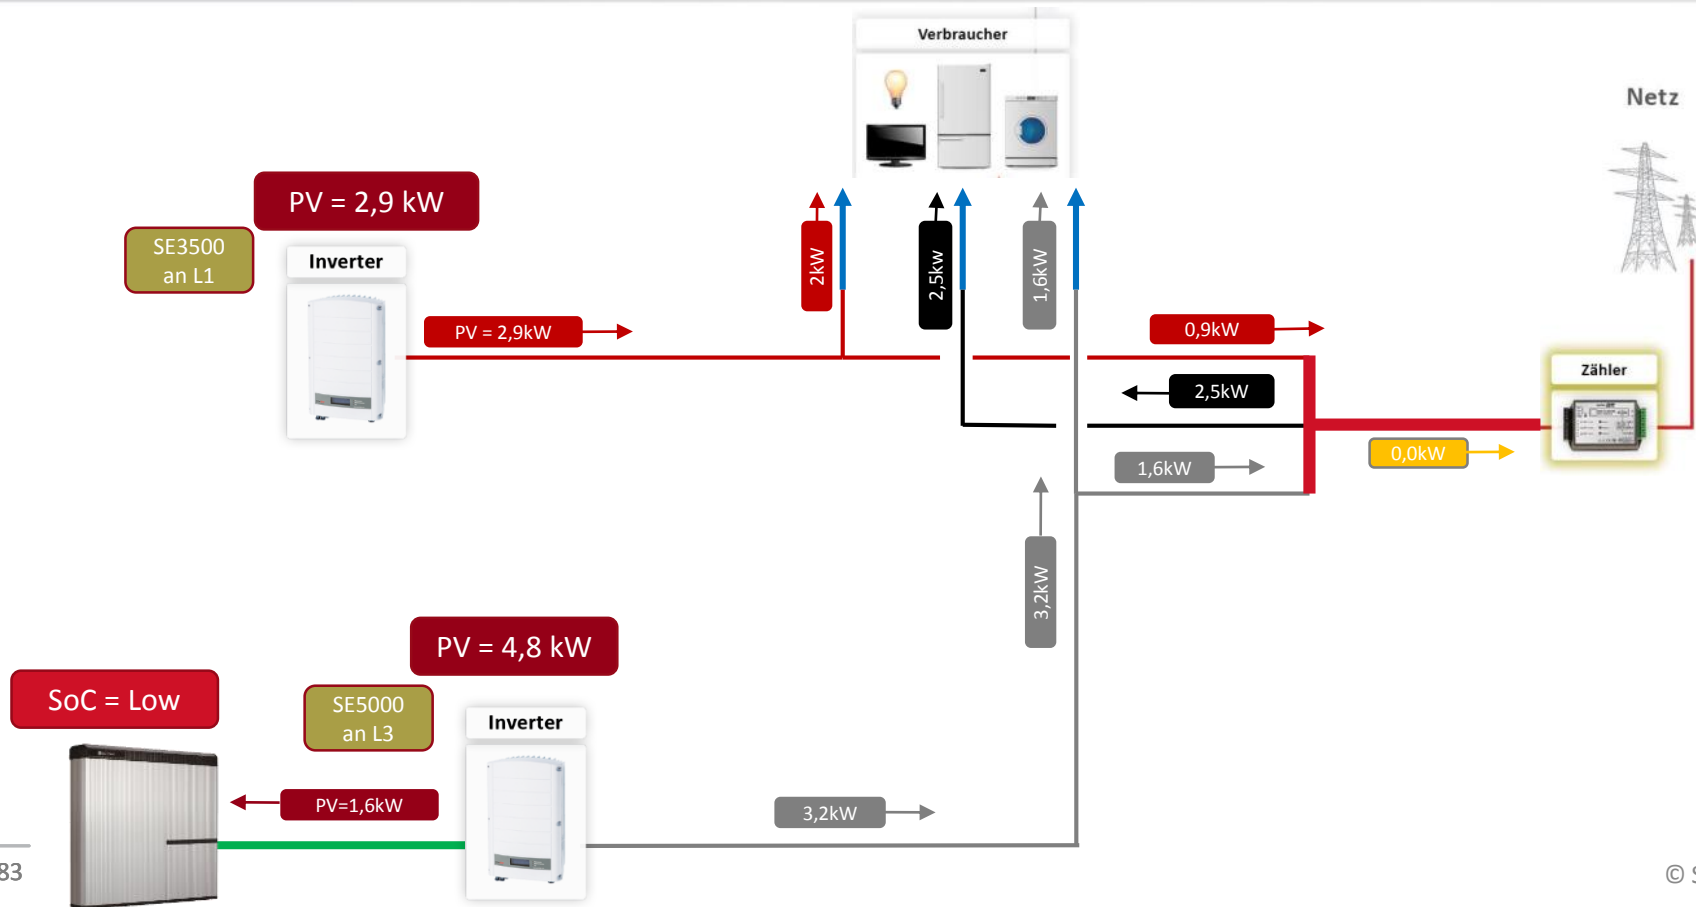 Verbraucher
Netz
PV = 2,9 kW
SE3500
an L1
Inverter
2kW
2,5kW
1,6kW
PV = 2,9kW
0,9kW
Zähler
2,5kW
0,0kW
1,6kW
3,2kW
PV = 4,8 kW
SoC = Low
SE5000
an L3
Inverter
PV=1,6kW
3,2kW
83
© S